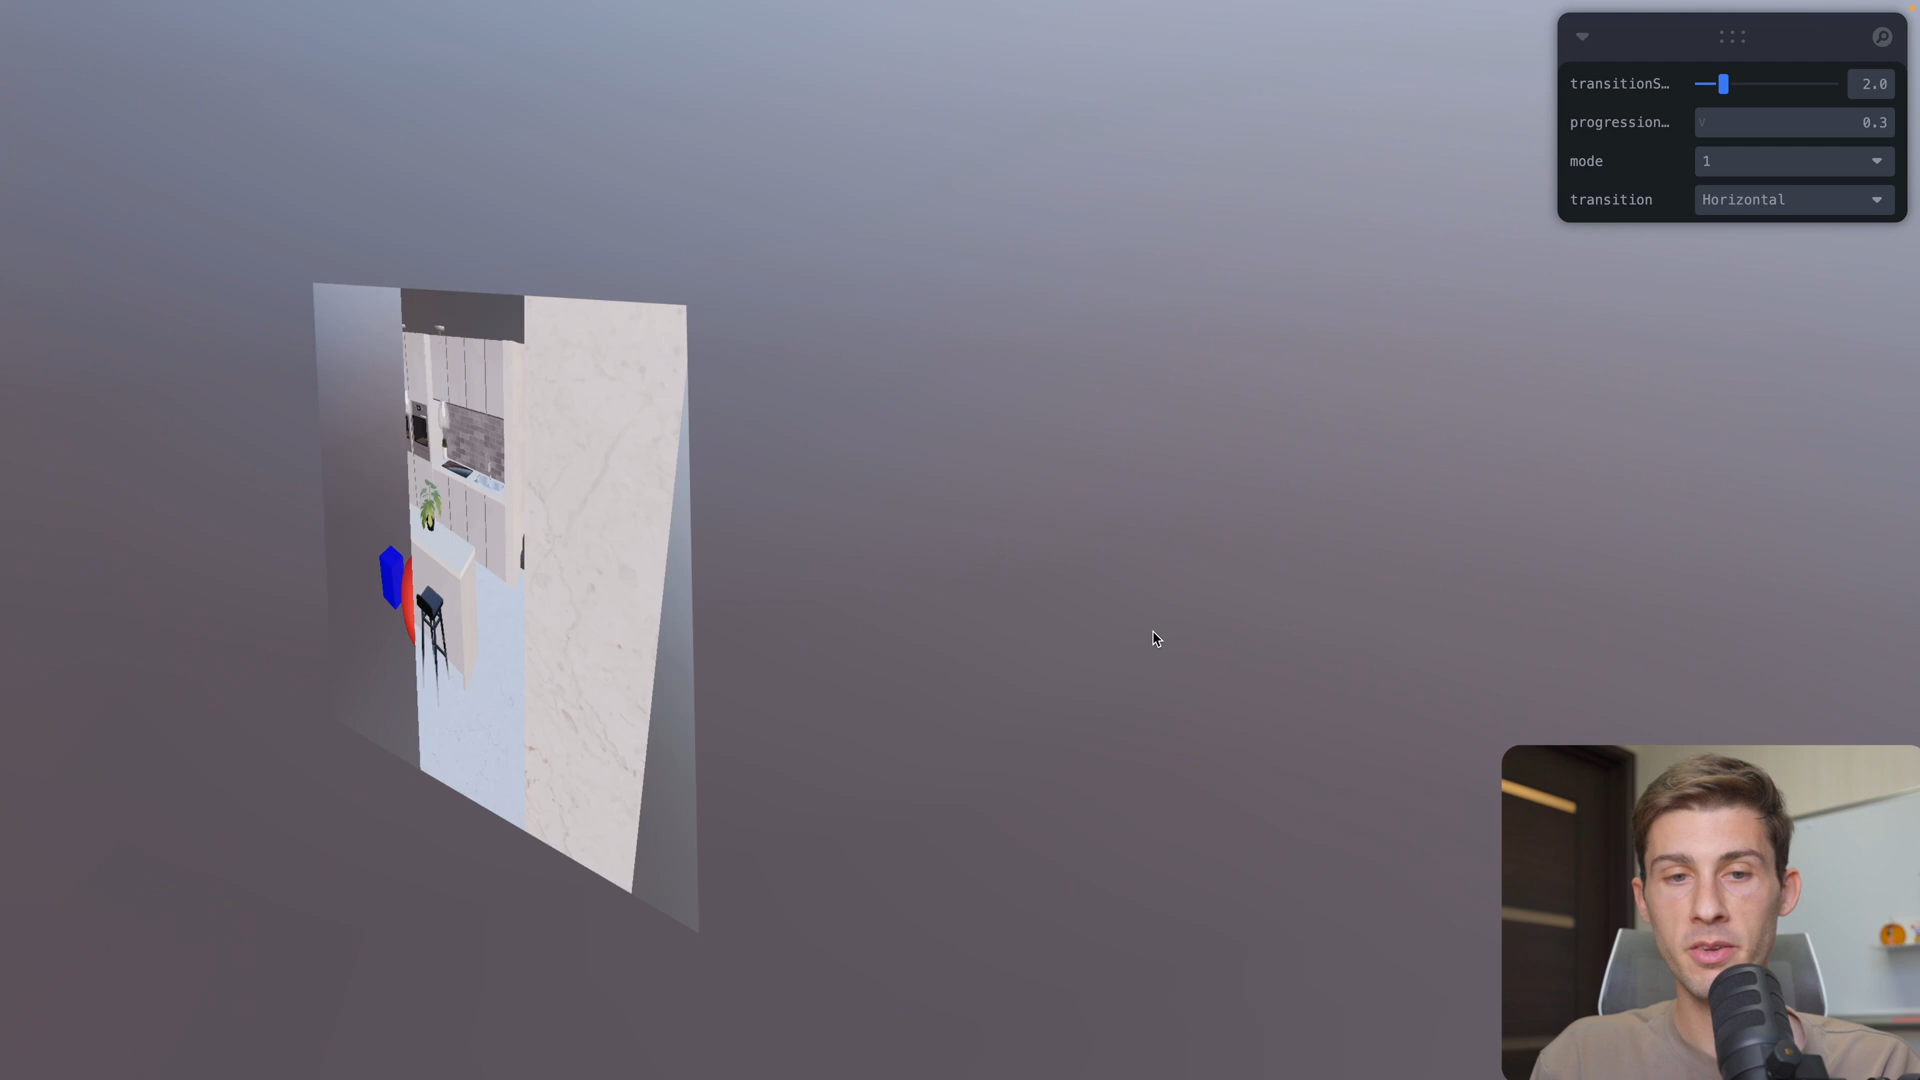 transitionS… 2.0
progression… V 0.3
mode 1
transition Horizontal